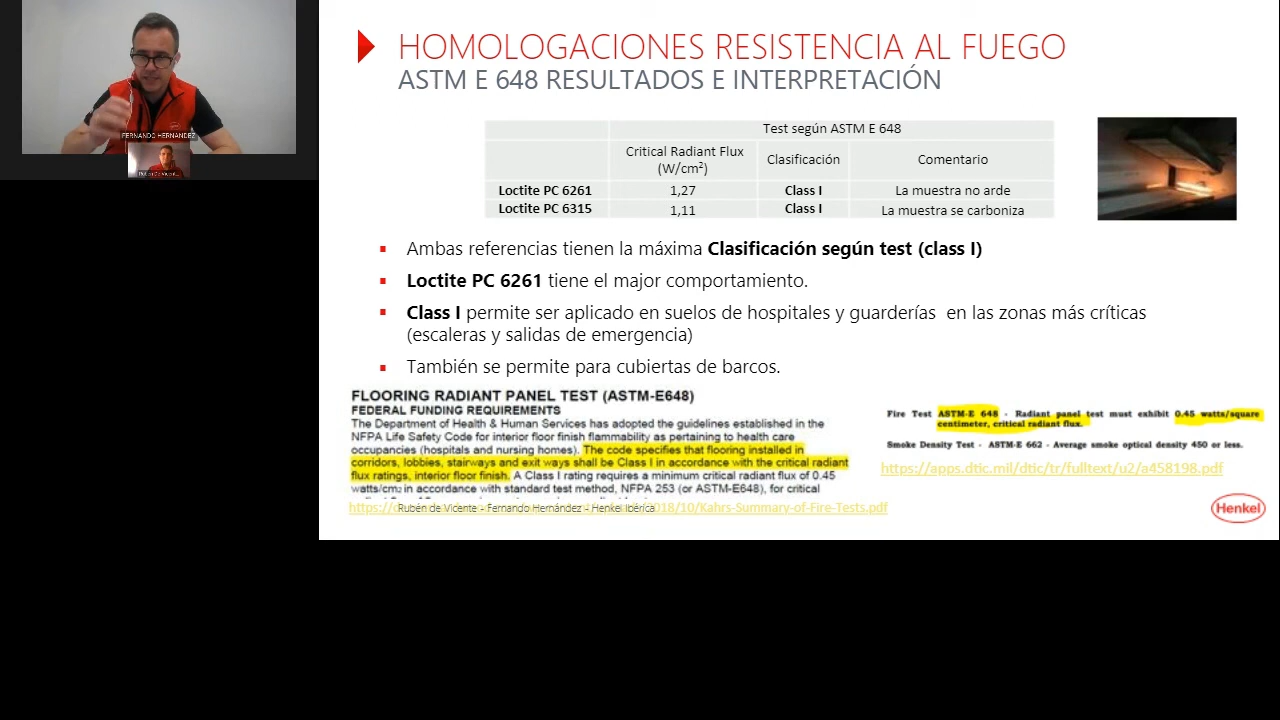 FERNANDO HERNANDEZ
HOMOLOGACIONES RESISTENCIA AL FUEGO
ASTM E 648 RESULTADOS E INTERPRETACIÓN
Test según ASTM E 648
Critical Radiant Flux (W/cm²) Clasificación Comentario
Loctite PC 6261 1,27 Class I La muestra no arde
Loctite PC 6315 1,11 Class I La muestra se carboniza
Ambas referencias tienen la máxima Clasificación según test (class I)
Loctite PC 6261 tiene el major comportamiento.
Class I permite ser aplicado en suelos de hospitales y guarderías en las zonas más críticas
(escaleras y salidas de emergencia)
También se permite para cubiertas de barcos.
FLOORING RADIANT PANEL TEST (ASTM-E648)
FEDERAL FUNDING REQUIREMENTS
The Department of Health & Human Services has adopted the guidelines established in the
NFPA Life Safety Code for interior floor finish flammability as pertaining to health care
occupancies (hospitals and nursing homes). The code specifies that flooring installed in
corridors, lobbies, stairways and exit ways shall be Class I in accordance with the critical radiant
flux ratings, interior floor finish. A Class I rating requires a minimum critical radiant flux of 0.45
watts/cm2 in accordance with standard test method, NFPA 253 (or ASTM-E648), for critical
Fire Test ASTM-E 648 - Radiant panel test must exhibit 0.45 watts/square
centimeter, critical radiant flux.
Smoke Density Test - ASTM-E 662 - Average smoke optical density 450 or less.
https://apps.dtic.mil/dtic/tr/fulltext/u2/a458198.pdf
018/10/Kahrs-Summary-of-Fire-Tests.pdf
Rubén de Vicente - Fernando Hernández - Henkel Ibérica
Henkel